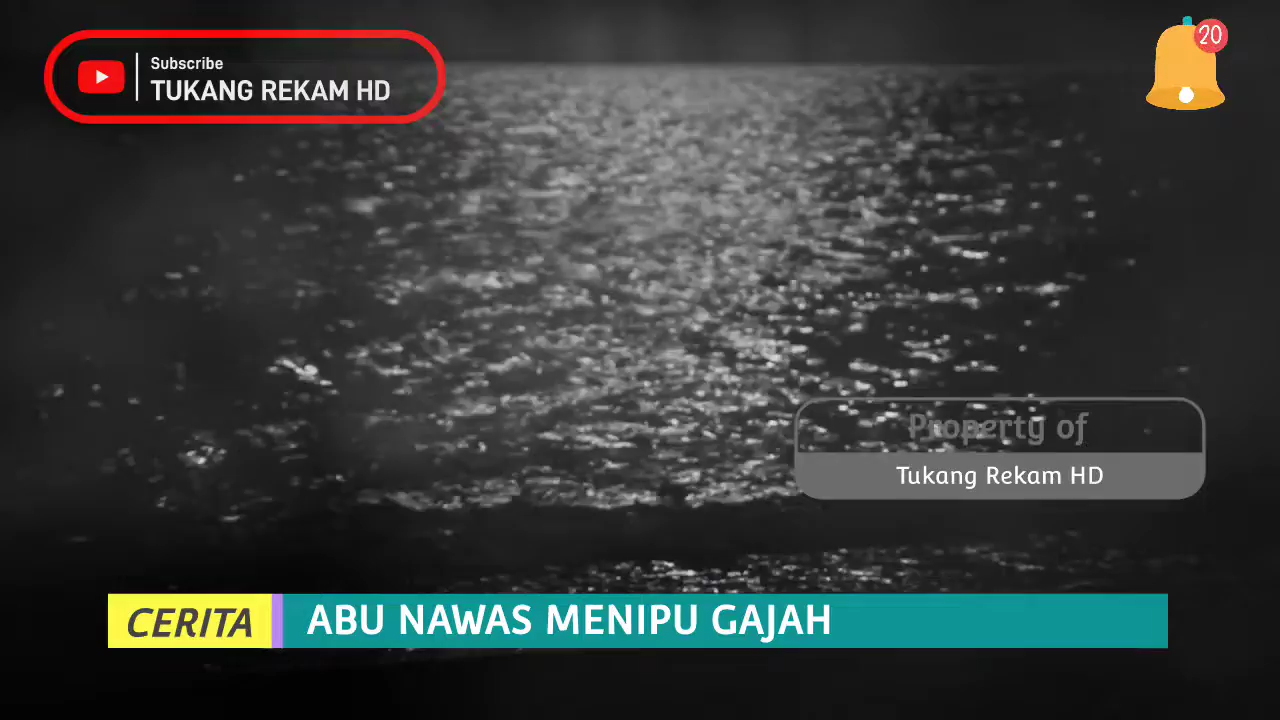 Subscribe
TUKANG REKAM HD
20
Property of
Tukang Rekam HD
CERITA
ABU NAWAS MENIPU GAJAH